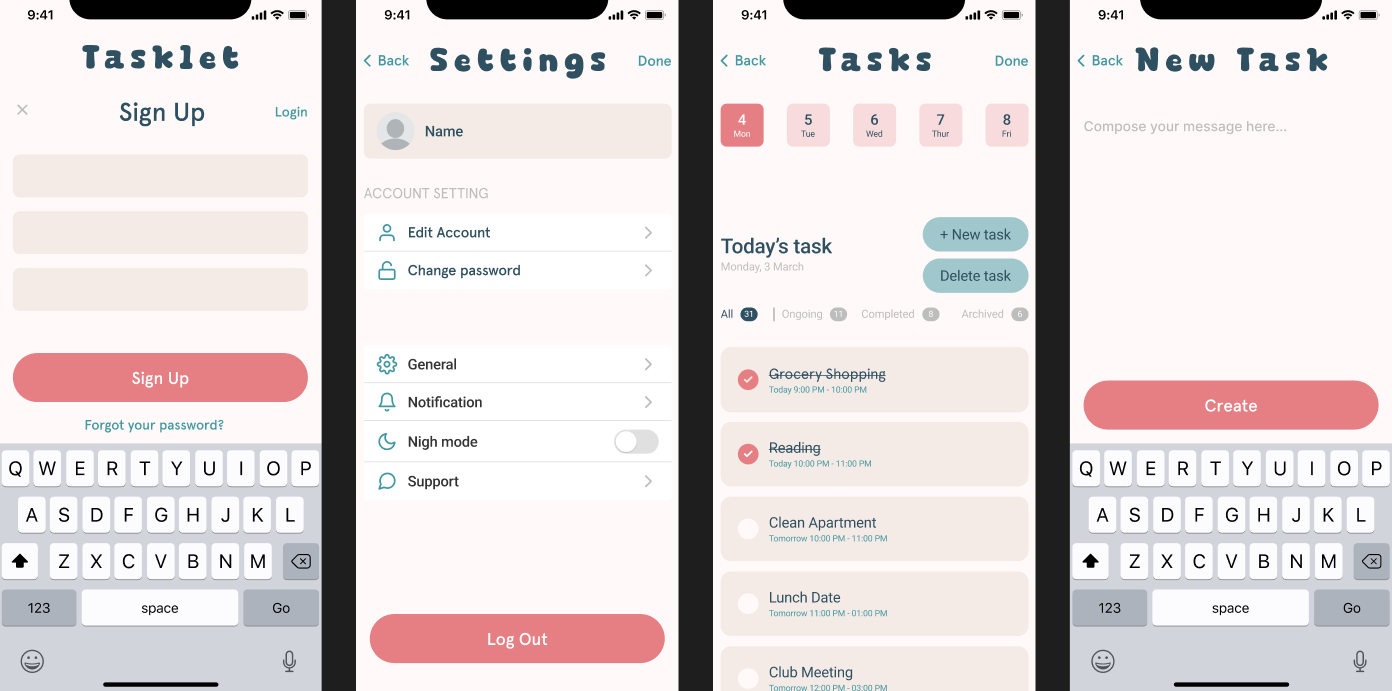 9:41
Tasklet
Sign Up
Login
Sign Up
Forgot your password?
Q W E R T Y U I O P
A S D F G H J K L
Z X C V B N M
123 space Go
9:41
Back
Settings
Done
Name
ACCOUNT SETTING
Edit Account
Change password
General
Notification
Nigh mode
Support
Log Out
9:41
Back
Tasks
Done
4 5 6 7 8
Mon Tue Wed Thur Fri
+ New task
Today's task
Monday, 3 March
Delete task
All 31 | Ongoing 11 Completed 8 Archived 6
Grocery Shopping
Today 9:00 PM - 10:00 PM
Reading
Today 10:00 PM - 11:00 PM
Clean Apartment
Tomorrow 10:00 PM - 11:00 PM
Lunch Date
Tomorrow 11:00 PM - 01:00 PM
Club Meeting
Tomorrow 12:00 PM - 03:00 PM
9:41
Back
New Task
Compose your message here...
Create
Q W E R T Y U I O P
A S D F G H J K L
Z X C V B N M
123 space Go